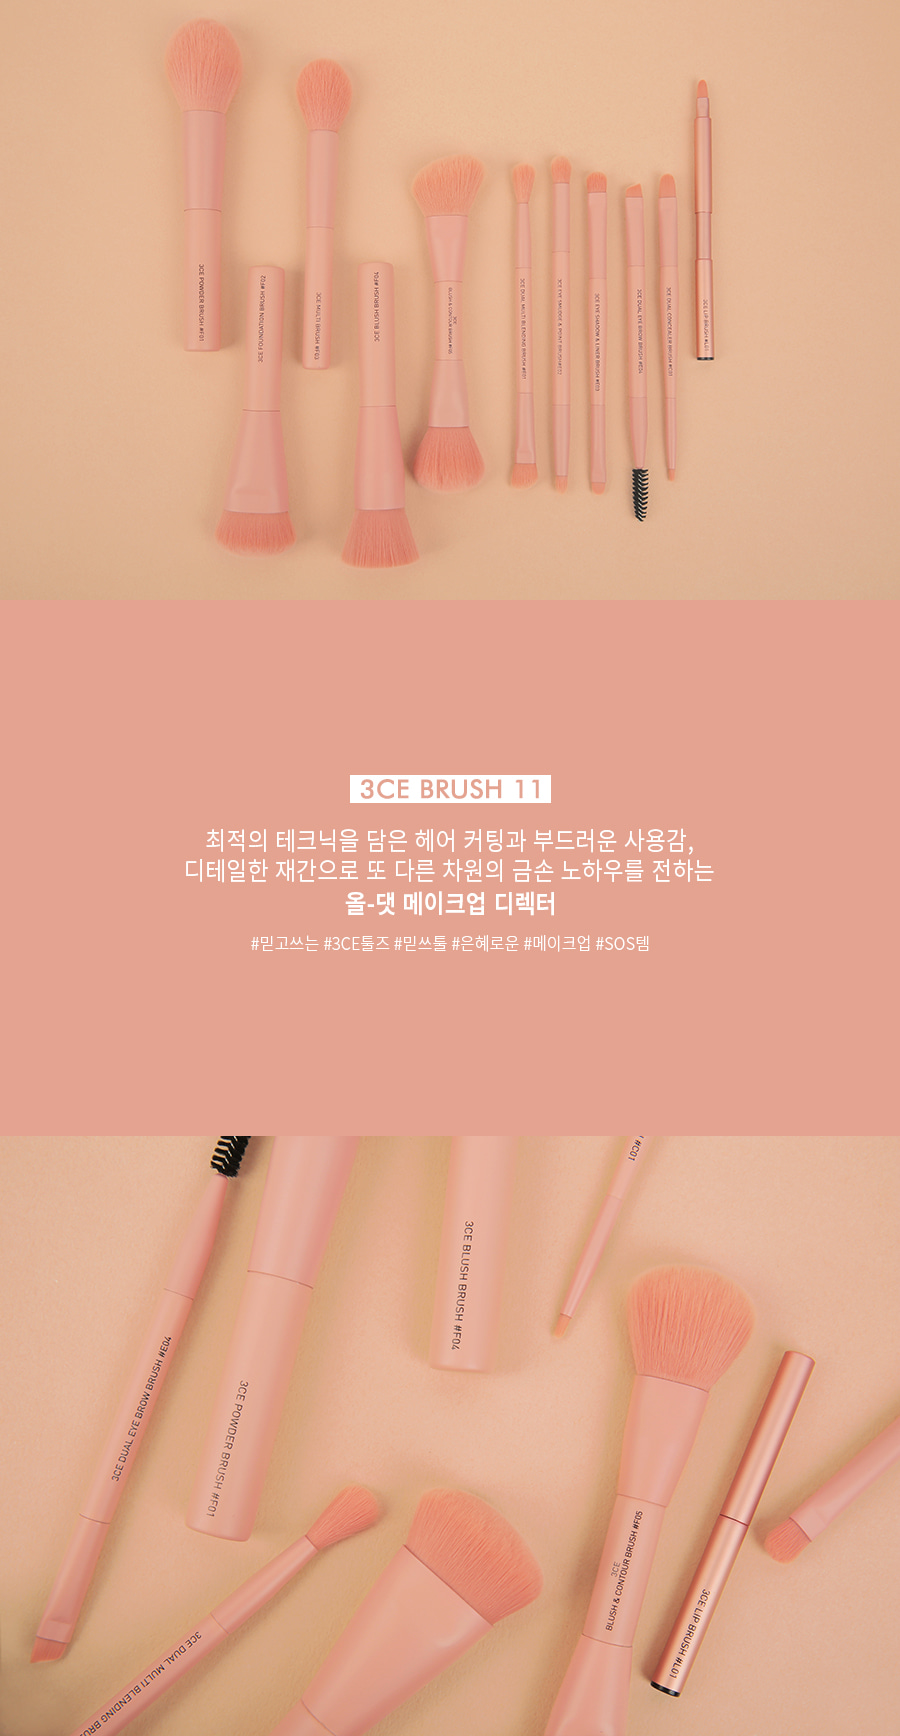 3CE POWDER BRUSH #F01
3CE FOUNDATION BRUSH #F02
3CE MULTI BRUSH #F03
3CE BLUSH BRUSH #F04
3CE
BLUSH & CONTOUR BRUSH #F05
3CE DUAL MULTI BLENDING BRUSH #E01
3CE EYE SMUDGE & POINT BRUSH #E02
3CE EYE SHADOW & LINER BRUSH #E03
3CE DUAL EYE BROW BRUSH #E04
3CE DUAL CONCEALER BRUSH #C01
3CE LIP BRUSH #L01
3CE BRUSH 11
최적의 테크닉을 담은 헤어 커팅과 부드러운 사용감,
디테일한 재간으로 또 다른 차원의 금손 노하우를 전하는
올-댓 메이크업 디렉터
#믿고쓰는 #3CE툴즈 #믿쓰툴 #은혜로운 #메이크업 #SOS템
#C01
3CE BLUSH BRUSH #F04
3CE DUAL EYE BROW BRUSH #E04
3CE POWDER BRUSH #F01
3CE
BLUSH & CONTOUR BRUSH #F05
3CE LIP BRUSH #L01
3CE DUAL MULTI BLENDING BRU